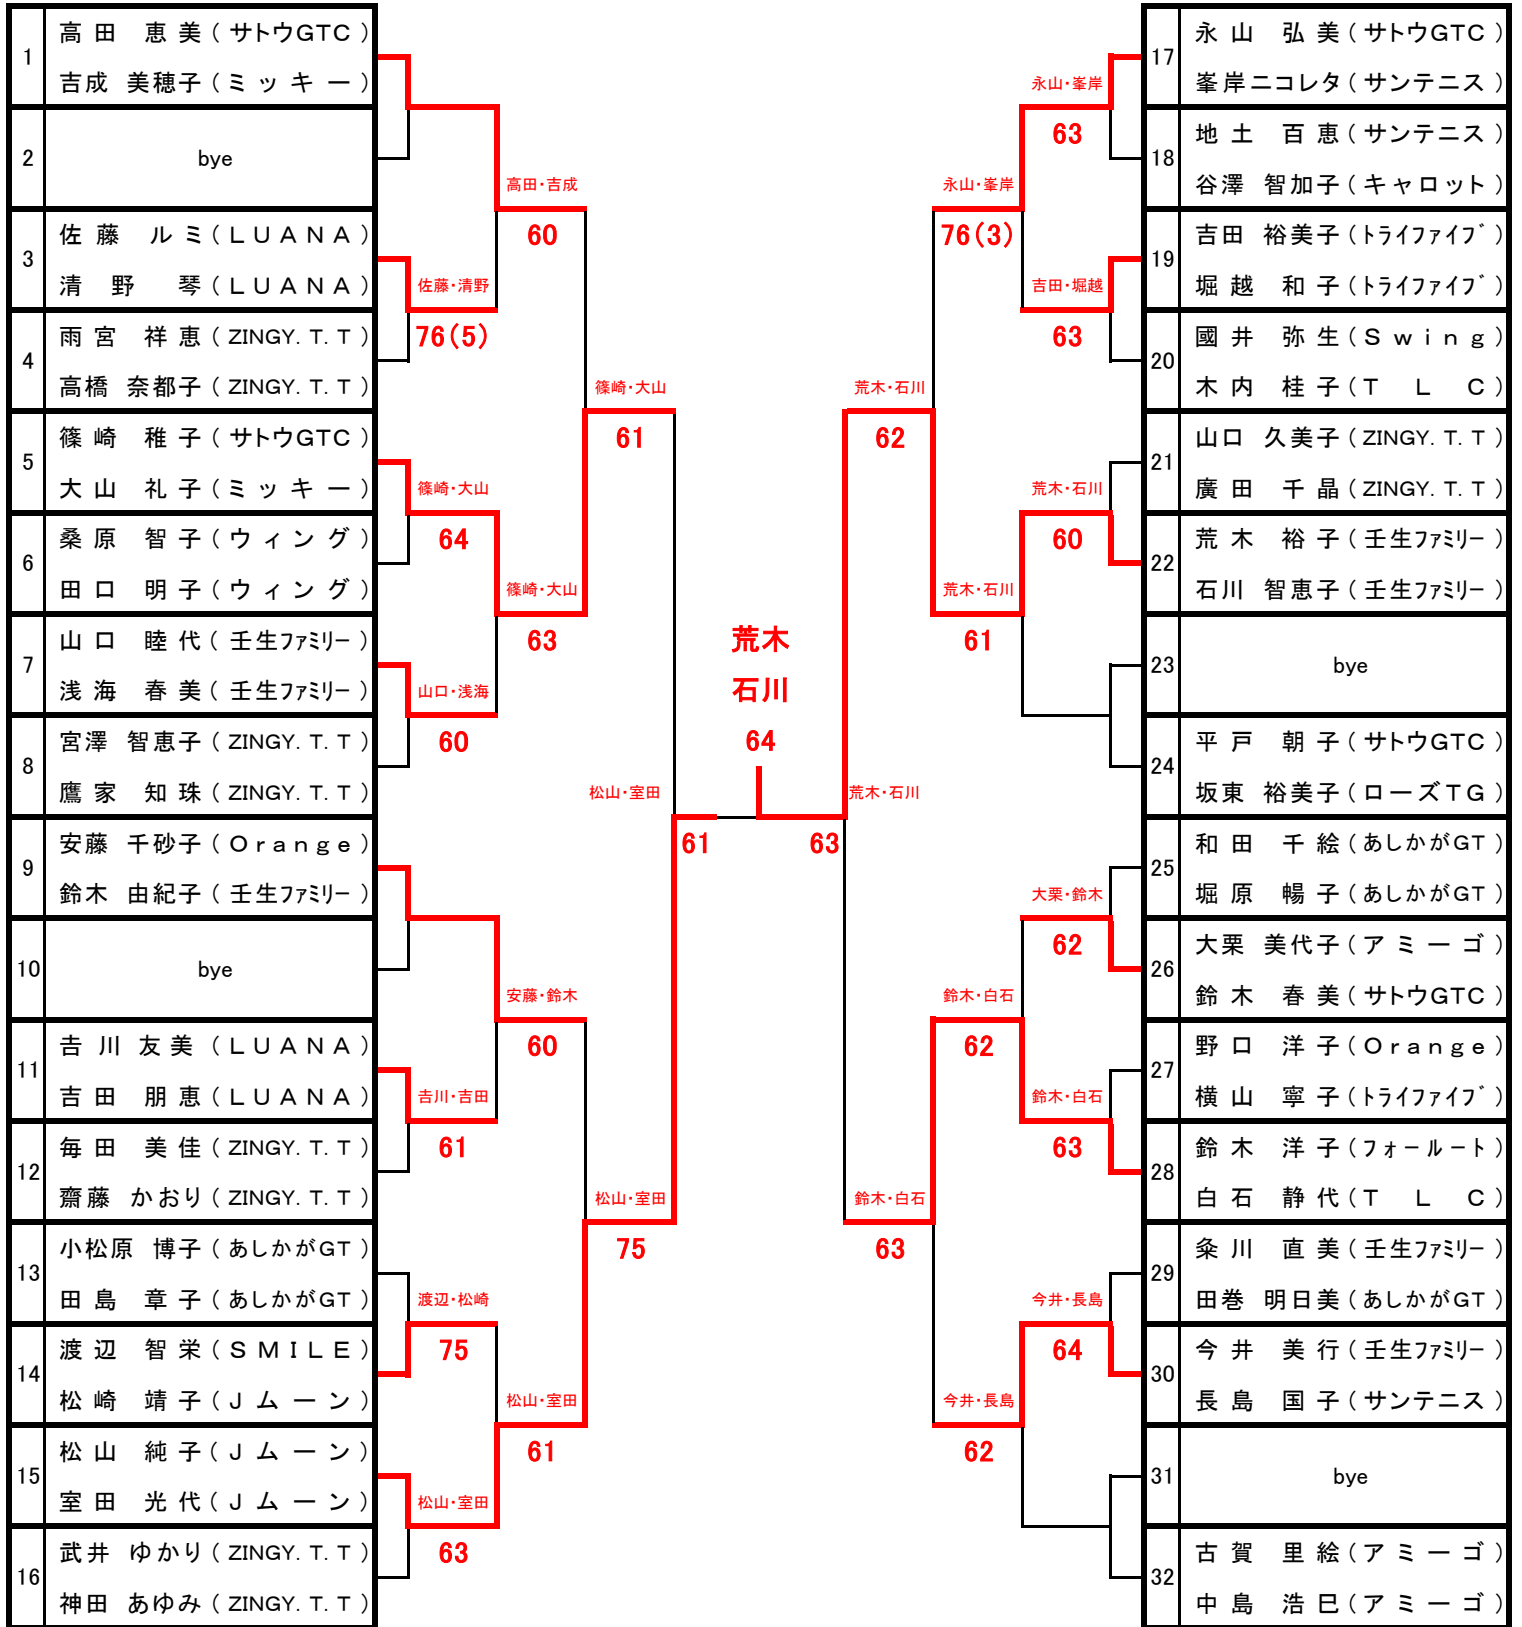 1
高田 恵美(サトウGTC)
吉成 美穂子(ミッキー)
2
bye
3
佐藤 ルミ(LUANA)
清野 琴(LUANA)
4
雨宮 祥恵(ZINGY.T.T)
高橋 奈都子(ZINGY.T.T)
5
篠崎 稚子(サトウGTC)
大山 礼子(ミッキー)
6
桑原 智子(ウィング)
田口 明子(ウィング)
7
山口 睦代(壬生ファミリー)
浅海 春美(壬生ファミリー)
8
宮澤 智恵子(ZINGY.T.T)
鷹家 知珠(ZINGY.T.T)
9
安藤 千砂子(Orange)
鈴木 由紀子(壬生ファミリー)
10
bye
11
𠮷川 友美(LUANA)
吉田 朋恵(LUANA)
12
毎田 美佳(ZINGY.T.T)
齋藤 かおり(ZINGY.T.T)
13
小松原 博子(あしかがGT)
田島 章子(あしかがGT)
14
渡辺 智栄(SMILE)
松崎 靖子(Jムーン)
15
松山 純子(Jムーン)
室田 光代(Jムーン)
16
武井 ゆかり(ZINGY.T.T)
神田 あゆみ(ZINGY.T.T)
佐藤・清野
76(5)
篠崎・大山
64
山口・浅海
60
𠮷川・吉田
61
渡辺・松崎
75
松山・室田
63
高田・吉成
60
篠崎・大山
63
安藤・鈴木
60
松山・室田
61
篠崎・大山
61
松山・室田
75
松山・室田
61
荒木
石川
64
荒木・石川
63
荒木・石川
62
鈴木・白石
63
永山・峯岸
76(3)
荒木・石川
61
鈴木・白石
62
今井・長島
62
永山・峯岸
63
吉田・堀越
63
荒木・石川
60
大栗・鈴木
62
鈴木・白石
63
今井・長島
64
17
永山 弘美(サトウGTC)
峯岸ニコレタ(サンテニス)
18
地土 百恵(サンテニス)
谷澤 智加子(キャロット)
19
吉田 裕美子(トライファイブ)
堀越 和子(トライファイブ)
20
國井 弥生(Swing)
木内 桂子(TLC)
21
山口 久美子(ZINGY.T.T)
廣田 千晶(ZINGY.T.T)
22
荒木 裕子(壬生ファミリー)
石川 智恵子(壬生ファミリー)
23
bye
24
平戸 朝子(サトウGTC)
坂東 裕美子(ローズTG)
25
和田 千絵(あしかがGT)
堀原 暢子(あしかがGT)
26
大栗 美代子(アミーゴ)
鈴木 春美(サトウGTC)
27
野口 洋子(Orange)
横山 寧子(トライファイブ)
28
鈴木 洋子(フォールート)
白石 静代(TLC)
29
粂川 直美(壬生ファミリー)
田巻 明日美(あしかがGT)
30
今井 美行(壬生ファミリー)
長島 国子(サンテニス)
31
bye
32
古賀 里絵(アミーゴ)
中島 浩巳(アミーゴ)